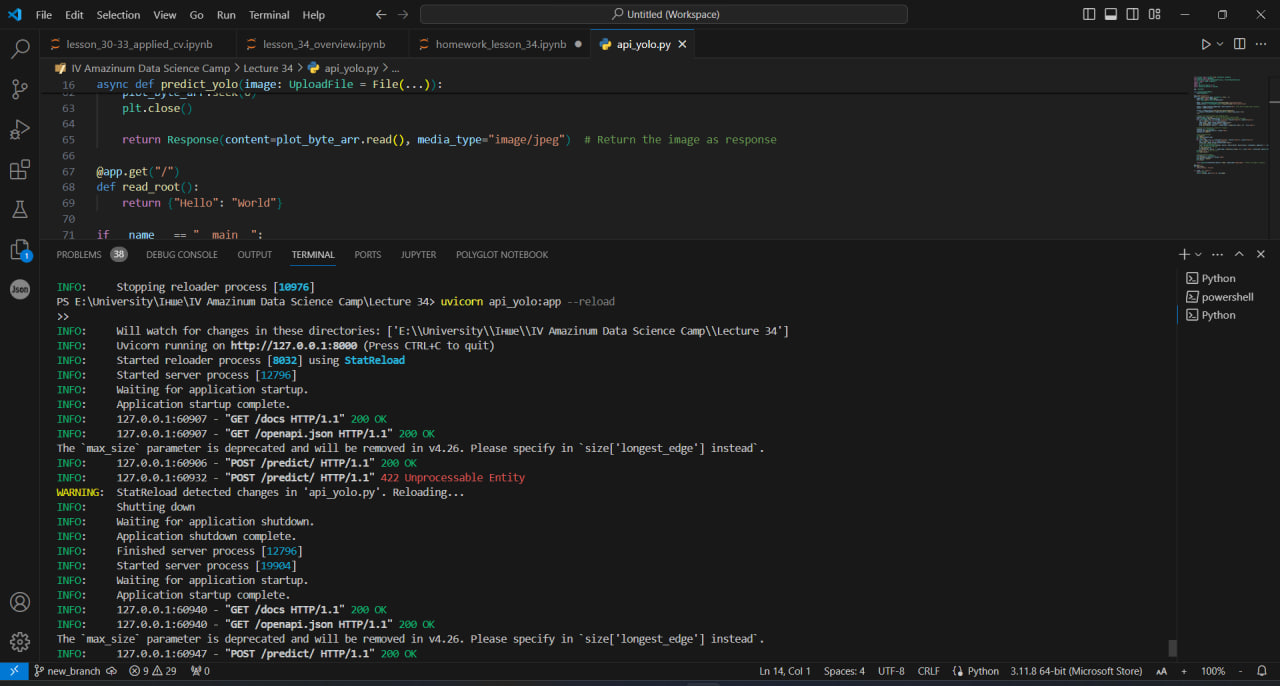 File Edit Selection View Go Run Terminal Help
Untitled (Workspace)
lesson_30-33_applied_cv.ipynb
lesson_34_overview.ipynb
homework_lesson_34.ipynb
api_yolo.py
IV Amazinum Data Science Camp > Lecture 34 > api_yolo.py > ...
16 async def predict_yolo(image: UploadFile = File(...)):
63 plt.close()
64
65 return Response(content=plot_byte_arr.read(), media_type="image/jpeg") # Return the image as response
66
67 @app.get("/")
68 def read_root():
69 return {"Hello": "World"}
70
71 if __name__ == "__main__":
PROBLEMS 38 DEBUG CONSOLE OUTPUT TERMINAL PORTS JUPYTER POLYGLOT NOTEBOOK
INFO: Stopping reloader process [10976]
PS E:\University\Інше\IV Amazinum Data Science Camp\Lecture 34> uvicorn api_yolo:app --reload
>>
INFO: Will watch for changes in these directories: ['E:\\University\\Інше\\IV Amazinum Data Science Camp\\Lecture 34']
INFO: Uvicorn running on http://127.0.0.1:8000 (Press CTRL+C to quit)
INFO: Started reloader process [8032] using StatReload
INFO: Started server process [12796]
INFO: Waiting for application startup.
INFO: Application startup complete.
INFO: 127.0.0.1:60907 - "GET /docs HTTP/1.1" 200 OK
INFO: 127.0.0.1:60907 - "GET /openapi.json HTTP/1.1" 200 OK
The `max_size` parameter is deprecated and will be removed in v4.26. Please specify in `size['longest_edge'] instead`.
INFO: 127.0.0.1:60906 - "POST /predict/ HTTP/1.1" 200 OK
INFO: 127.0.0.1:60932 - "POST /predict/ HTTP/1.1" 422 Unprocessable Entity
WARNING: StatReload detected changes in 'api_yolo.py'. Reloading...
INFO: Shutting down
INFO: Waiting for application shutdown.
INFO: Application shutdown complete.
INFO: Finished server process [12796]
INFO: Started server process [19904]
INFO: Waiting for application startup.
INFO: Application startup complete.
INFO: 127.0.0.1:60940 - "GET /docs HTTP/1.1" 200 OK
INFO: 127.0.0.1:60940 - "GET /openapi.json HTTP/1.1" 200 OK
The `max_size` parameter is deprecated and will be removed in v4.26. Please specify in `size['longest_edge'] instead`.
INFO: 127.0.0.1:60947 - "POST /predict/ HTTP/1.1" 200 OK
Python
powershell
Python
1
Json
new_branch 9 29 0
Ln 14, Col 1 Spaces: 4 UTF-8 CRLF Python 3.11.8 64-bit (Microsoft Store) AA + 100% -